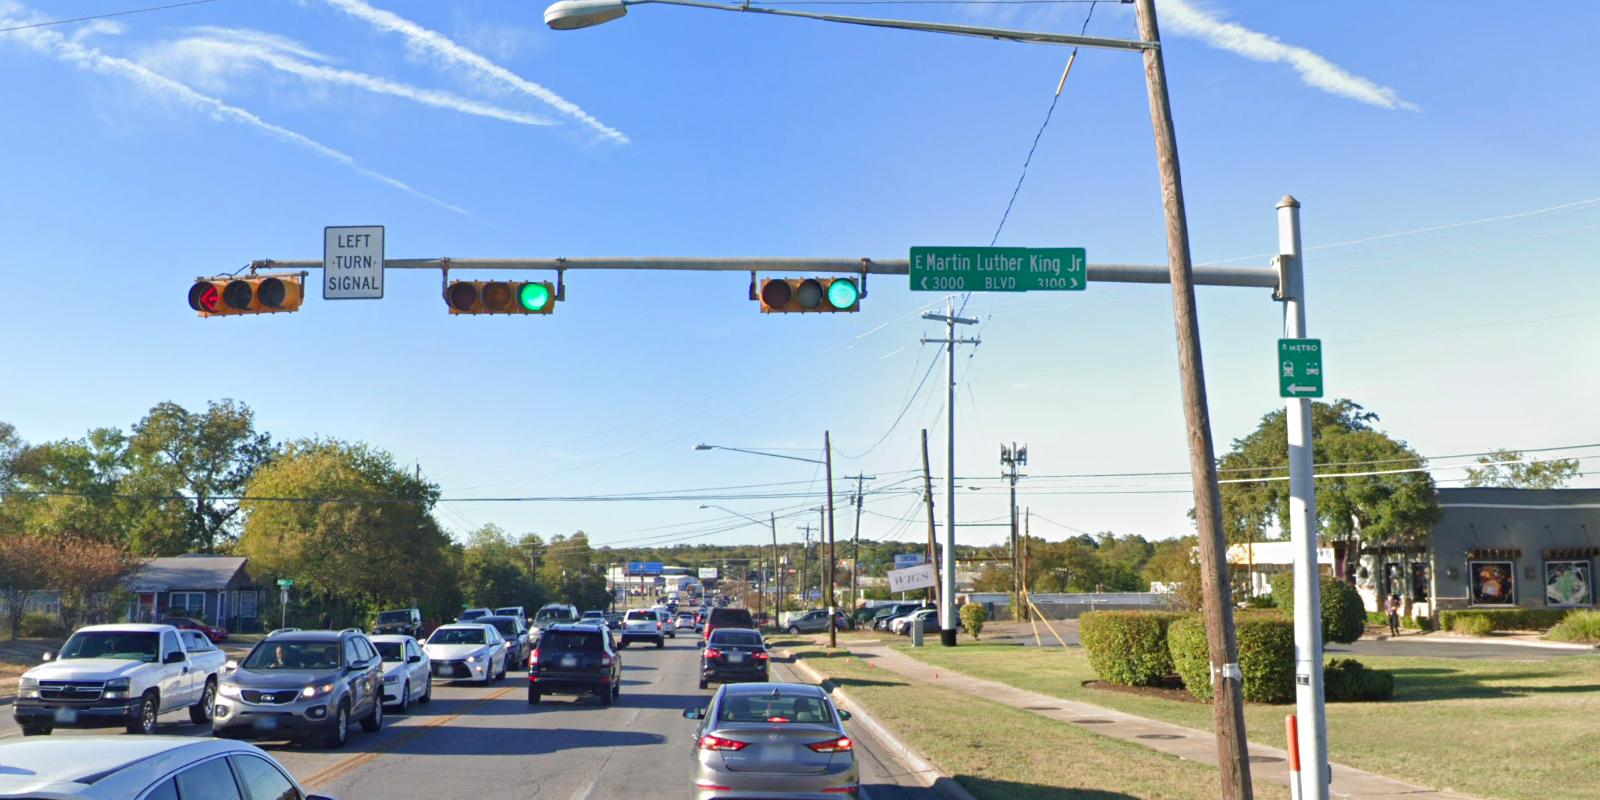 LEFT
TURN
SIGNAL
E Martin Luther King Jr
< 3000 BLVD 3100 >
METRO
WIGS